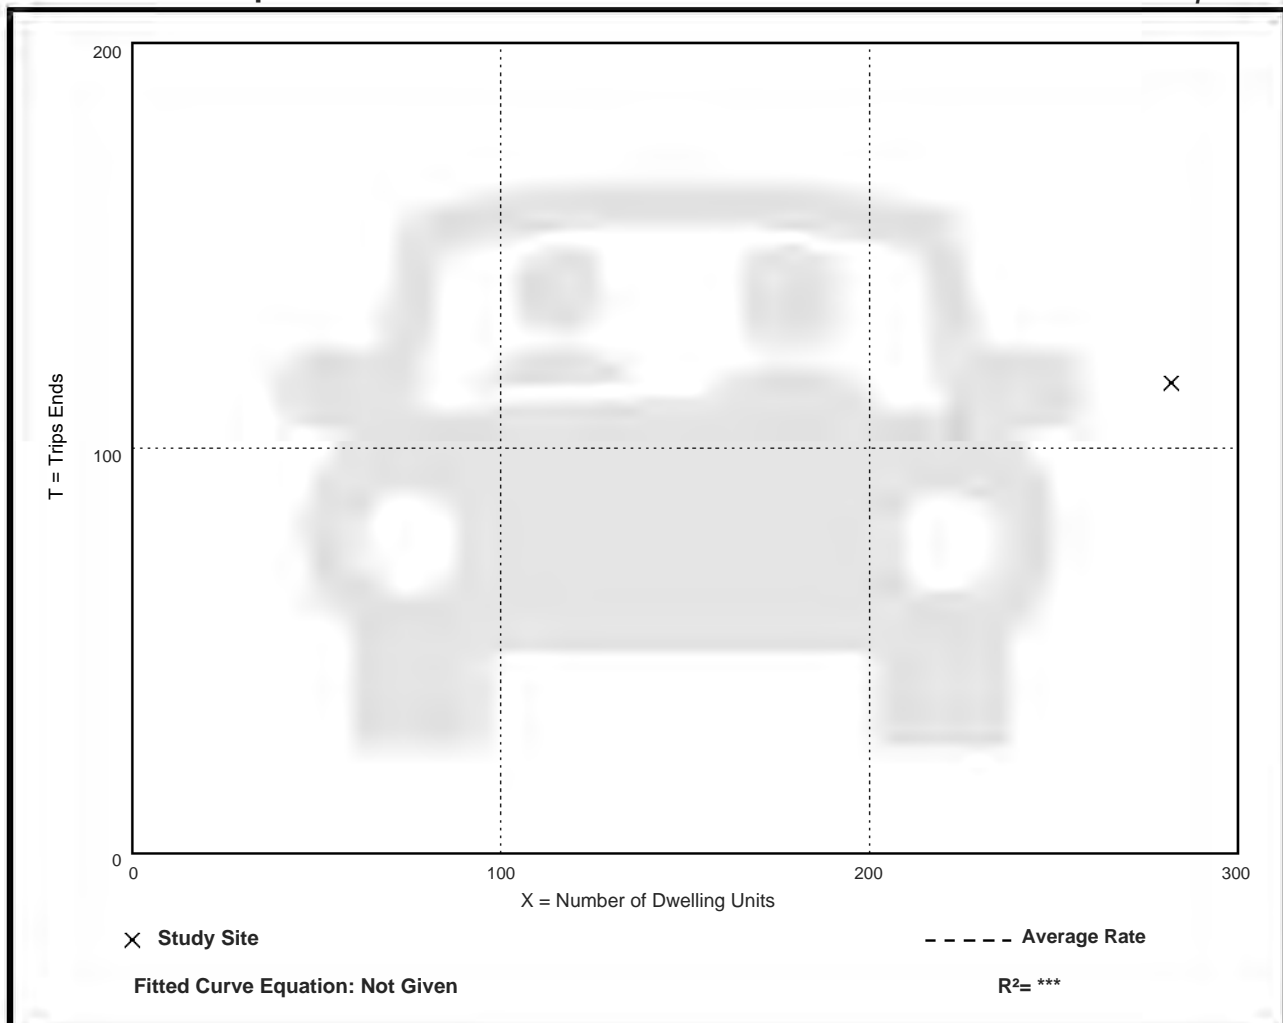 200
T = Trips Ends
100
0
0 100 200 300
X = Number of Dwelling Units
Study Site
Average Rate
Fitted Curve Equation: Not Given
R²= ***